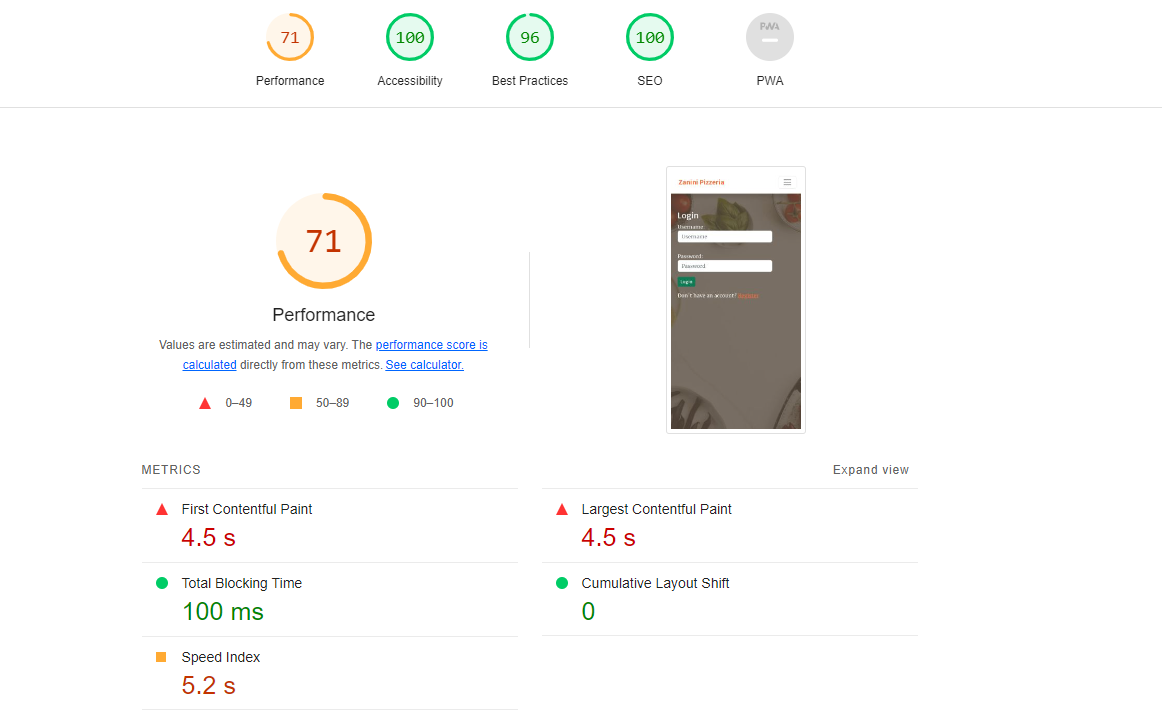 71
100
96
100
PWA
Performance
Accessibility
Best Practices
SEO
PWA
71
Performance
Values are estimated and may vary. The performance score is
calculated directly from these metrics. See calculator.
0–49
50–89
90–100
Zanini Pizzeria
Login
Username:
Username
Password:
Password
Login
Don't have an account? Register
METRICS
Expand view
First Contentful Paint
4.5 s
Largest Contentful Paint
4.5 s
Total Blocking Time
100 ms
Cumulative Layout Shift
0
Speed Index
5.2 s